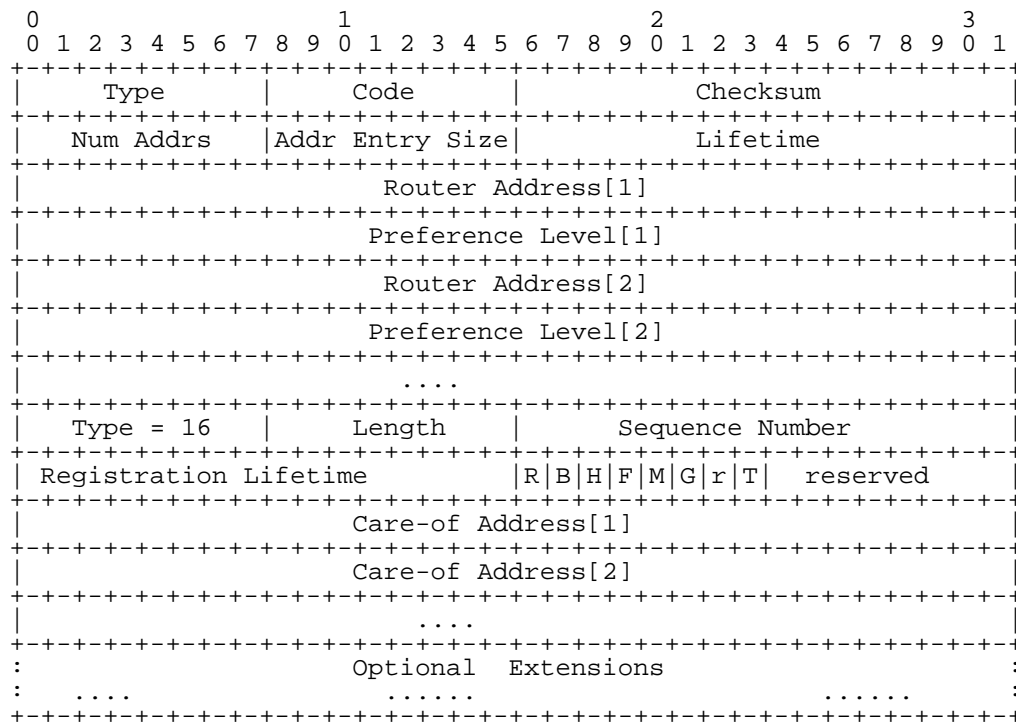 0                   1                   2                   3
 0 1 2 3 4 5 6 7 8 9 0 1 2 3 4 5 6 7 8 9 0 1 2 3 4 5 6 7 8 9 0 1
+-+-+-+-+-+-+-+-+-+-+-+-+-+-+-+-+-+-+-+-+-+-+-+-+-+-+-+-+-+-+-+-+
|     Type      |     Code      |           Checksum            |
+-+-+-+-+-+-+-+-+-+-+-+-+-+-+-+-+-+-+-+-+-+-+-+-+-+-+-+-+-+-+-+-+
|   Num Addrs   |Addr Entry Size|           Lifetime            |
+-+-+-+-+-+-+-+-+-+-+-+-+-+-+-+-+-+-+-+-+-+-+-+-+-+-+-+-+-+-+-+-+
|                       Router Address[1]                       |
+-+-+-+-+-+-+-+-+-+-+-+-+-+-+-+-+-+-+-+-+-+-+-+-+-+-+-+-+-+-+-+-+
|                      Preference Level[1]                      |
+-+-+-+-+-+-+-+-+-+-+-+-+-+-+-+-+-+-+-+-+-+-+-+-+-+-+-+-+-+-+-+-+
|                       Router Address[2]                       |
+-+-+-+-+-+-+-+-+-+-+-+-+-+-+-+-+-+-+-+-+-+-+-+-+-+-+-+-+-+-+-+-+
|                      Preference Level[2]                      |
+-+-+-+-+-+-+-+-+-+-+-+-+-+-+-+-+-+-+-+-+-+-+-+-+-+-+-+-+-+-+-+-+
|                        ....                                   |
+-+-+-+-+-+-+-+-+-+-+-+-+-+-+-+-+-+-+-+-+-+-+-+-+-+-+-+-+-+-+-+-+
|   Type = 16   |     Length    |      Sequence Number          |
+-+-+-+-+-+-+-+-+-+-+-+-+-+-+-+-+-+-+-+-+-+-+-+-+-+-+-+-+-+-+-+-+
| Registration Lifetime         |R|B|H|F|M|G|r|T|  reserved     |
+-+-+-+-+-+-+-+-+-+-+-+-+-+-+-+-+-+-+-+-+-+-+-+-+-+-+-+-+-+-+-+-+
|                     Care-of Address[1]                        |
+-+-+-+-+-+-+-+-+-+-+-+-+-+-+-+-+-+-+-+-+-+-+-+-+-+-+-+-+-+-+-+-+
|                     Care-of Address[2]                        |
+-+-+-+-+-+-+-+-+-+-+-+-+-+-+-+-+-+-+-+-+-+-+-+-+-+-+-+-+-+-+-+-+
|                         ....                                  |
+-+-+-+-+-+-+-+-+-+-+-+-+-+-+-+-+-+-+-+-+-+-+-+-+-+-+-+-+-+-+-+-+
:                     Optional  Extensions                      :
:   ....                ......                      ......      :
+-+-+-+-+-+-+-+-+-+-+-+-+-+-+-+-+-+-+-+-+-+-+-+-+-+-+-+-+-+-+-+-+